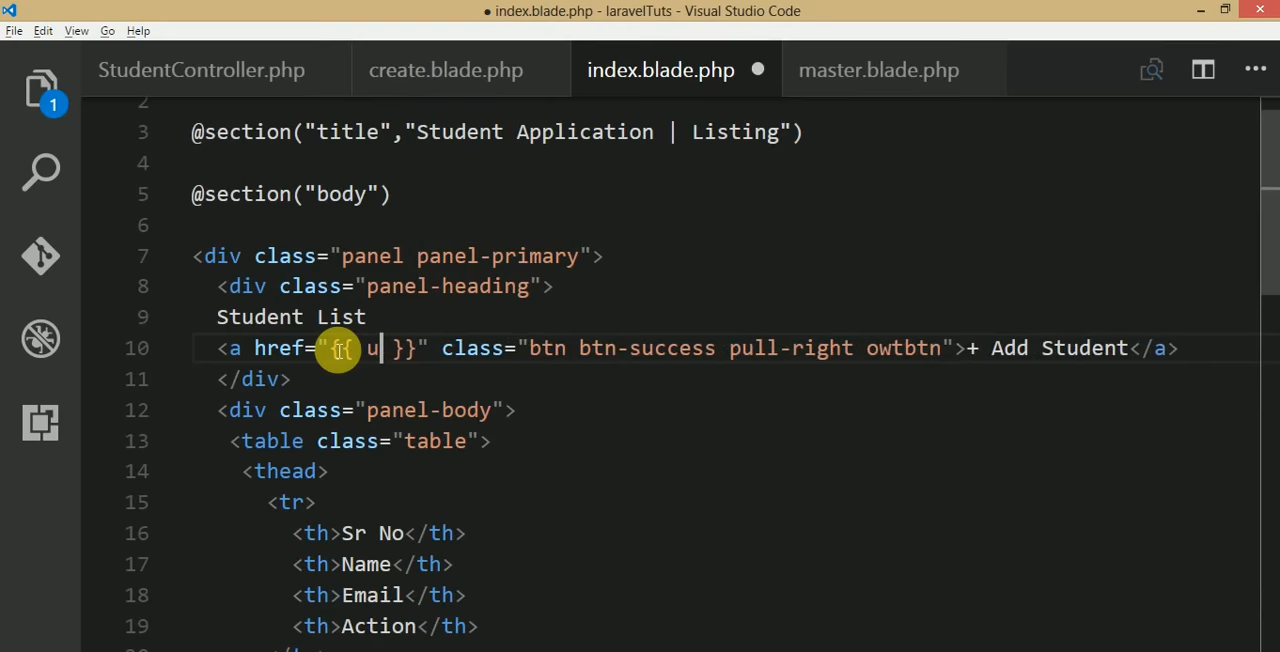 ● index.blade.php - laravelTuts - Visual Studio Code
File Edit View Go Help
StudentController.php create.blade.php index.blade.php master.blade.php
1
2
3 @section("title","Student Application | Listing")
4
5 @section("body")
6
7 <div class="panel panel-primary">
8 <div class="panel-heading">
9 Student List
10 <a href="{{ u }}" class="btn btn-success pull-right owtbtn">+ Add Student</a>
11 </div>
12 <div class="panel-body">
13 <table class="table">
14 <thead>
15 <tr>
16 <th>Sr No</th>
17 <th>Name</th>
18 <th>Email</th>
19 <th>Action</th>